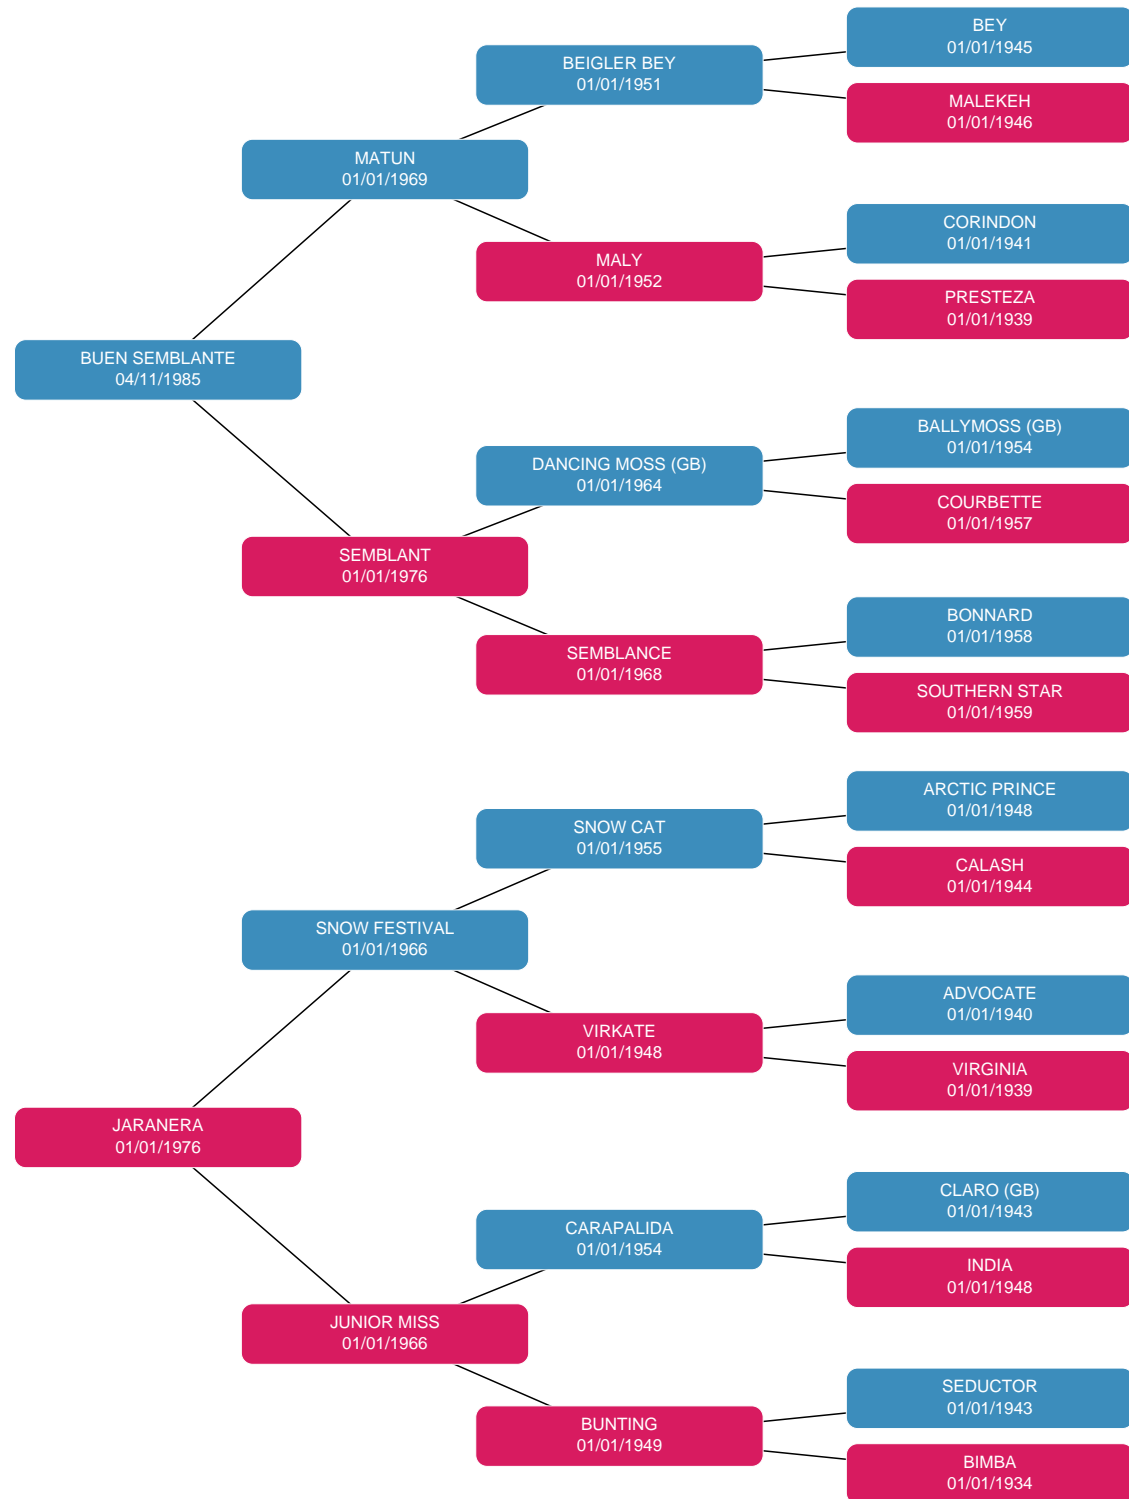 BEY
01/01/1945
BEIGLER BEY
01/01/1951
MALEKEH
01/01/1946
MATUN
01/01/1969
CORINDON
01/01/1941
MALY
01/01/1952
PRESTEZA
01/01/1939
BUEN SEMBLANTE
04/11/1985
BALLYMOSS (GB)
01/01/1954
DANCING MOSS (GB)
01/01/1964
COURBETTE
01/01/1957
SEMBLANT
01/01/1976
BONNARD
01/01/1958
SEMBLANCE
01/01/1968
SOUTHERN STAR
01/01/1959
ARCTIC PRINCE
01/01/1948
SNOW CAT
01/01/1955
CALASH
01/01/1944
SNOW FESTIVAL
01/01/1966
ADVOCATE
01/01/1940
VIRKATE
01/01/1948
VIRGINIA
01/01/1939
JARANERA
01/01/1976
CLARO (GB)
01/01/1943
CARAPALIDA
01/01/1954
INDIA
01/01/1948
JUNIOR MISS
01/01/1966
SEDUCTOR
01/01/1943
BUNTING
01/01/1949
BIMBA
01/01/1934